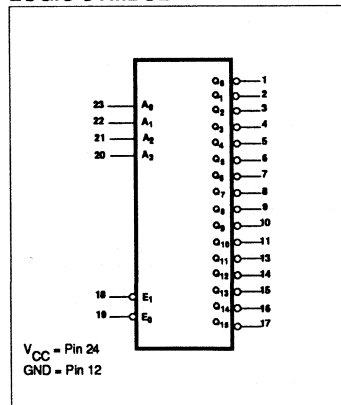 Q0 1
Q1 2
Q2 3
23 A0
Q3 4
22 A1
Q4 5
21 A2
Q5 6
20 A3
Q6 7
Q7 8
Q8 9
Q9 10
Q10 11
Q11 13
Q12 14
18 E1
Q13 15
19 E0
Q14 16
Q15 17
VCC = Pin 24
GND = Pin 12